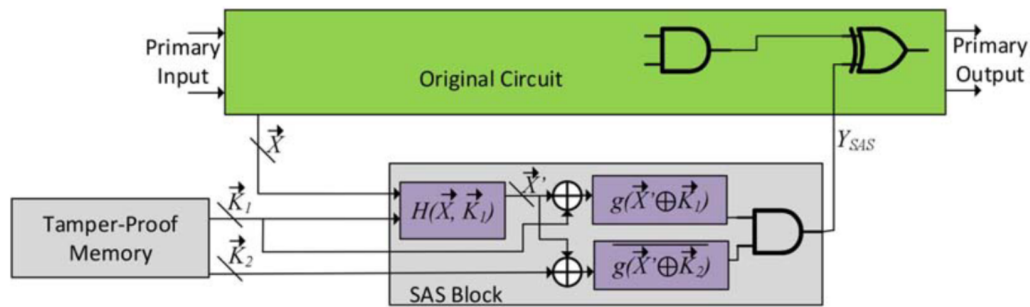 Primary
Input
Original Circuit
Primary
Output
X⃗
Y_SAS
Tamper-Proof
Memory
K⃗₁
K⃗₂
H(X⃗, K⃗₁)
X⃗'
g(X⃗'⊕K⃗₁)
g(X⃗'⊕K⃗₂)‾
SAS Block